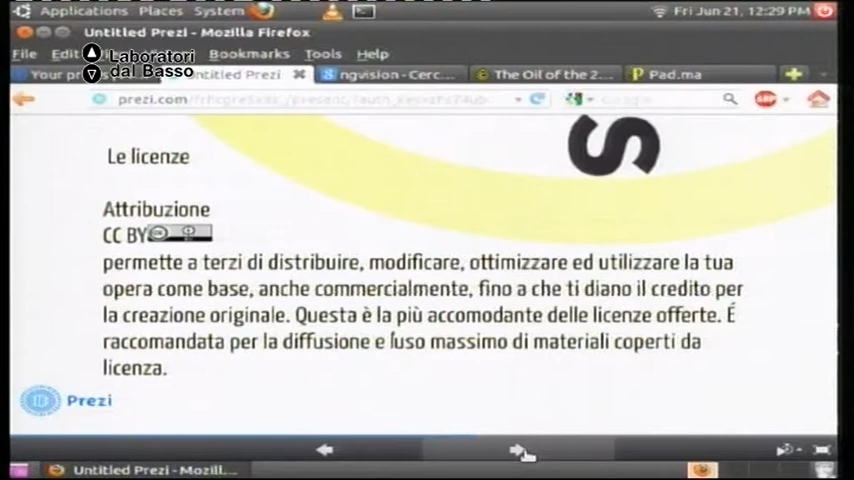 Applications Places System
Fri Jun 21, 12:29 PM
Untitled Prezi - Mozilla Firefox
File Edit Bookmarks Tools Help
Laboratori
dal Basso
Untitled Prezi
ngvision - Cerc...
The Oil of the 2...
Pad.ma
prezi.com
Google
ABP
S
Le licenze
Attribuzione
CC BY
permette a terzi di distribuire, modificare, ottimizzare ed utilizzare la tua
opera come base, anche commercialmente, fino a che ti diano il credito per
la creazione originale. Questa è la più accomodante delle licenze offerte. É
raccomandata per la diffusione e l'uso massimo di materiali coperti da
licenza.
Prezi
Untitled Prezi - Mozill...